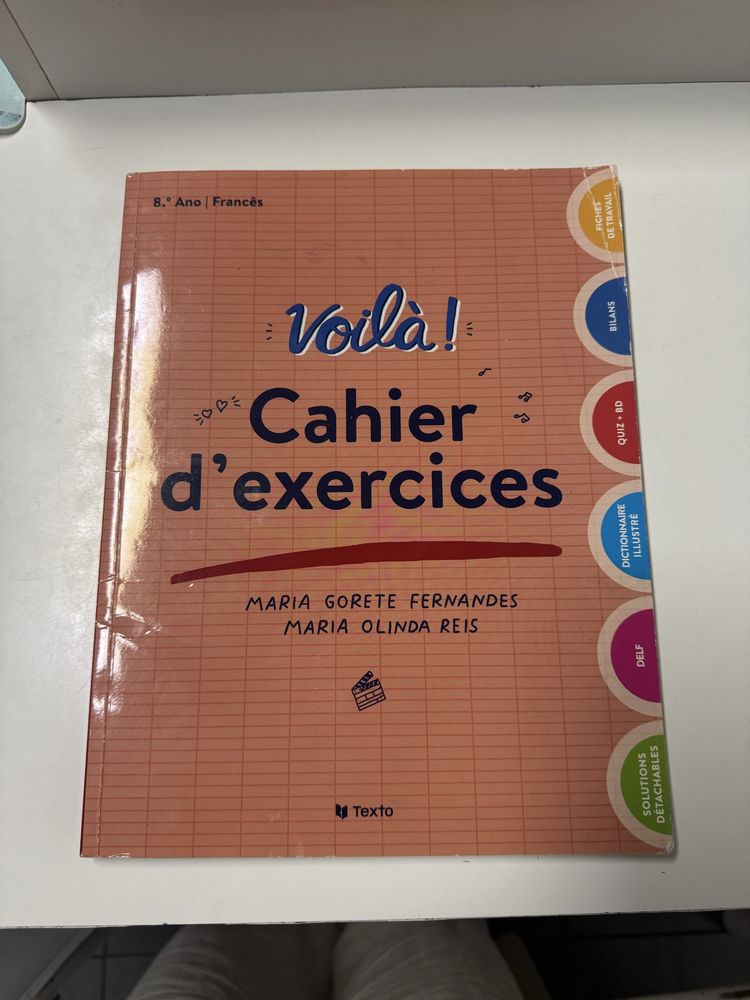 8.º Ano | Francês
FICHES
DE TRAVAIL
BILANS
Voilà!
Cahier
d'exercices
QUIZ + BD
DICTIONNAIRE
ILLUSTRÉ
MARIA GORETE FERNANDES
MARIA OLINDA REIS
DELF
SOLUTIONS
DÉTACHABLES
Texto